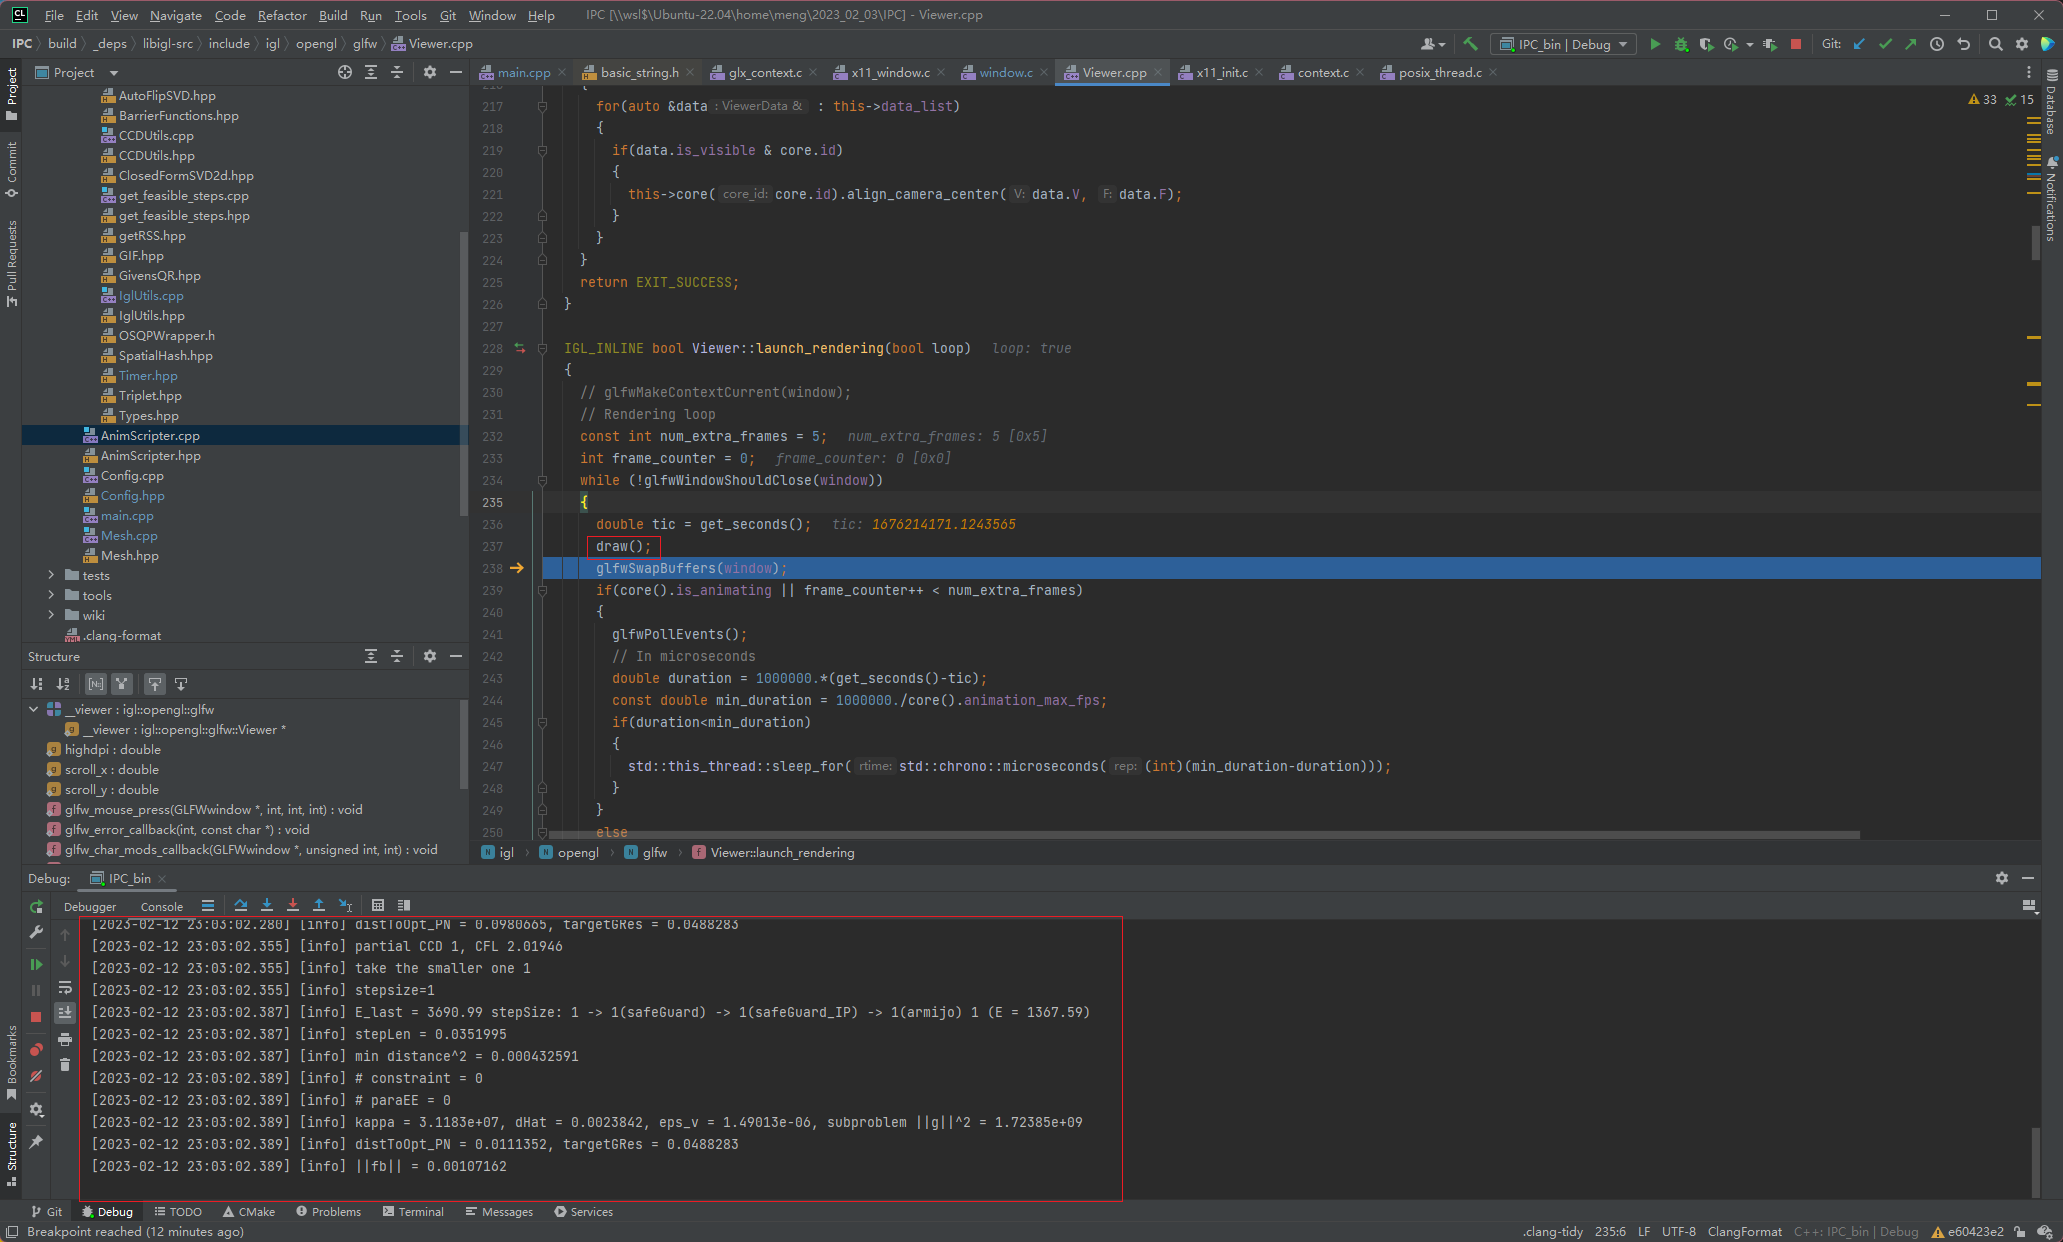 File Edit View Navigate Code Refactor Build Run Tools Git Window Help IPC [\\wsl$\Ubuntu-22.04\home\meng\2023_02_03\IPC] - Viewer.cpp
IPC build _deps libigl-src include igl opengl glfw Viewer.cpp IPC_bin | Debug Git:
Project
main.cpp basic_string.h glx_context.c x11_window.c window.c Viewer.cpp x11_init.c context.c posix_thread.c
Project
Commit
Pull Requests
Bookmarks
Structure
Database
Notifications
AutoFlipSVD.hpp
BarrierFunctions.hpp
CCDUtils.cpp
CCDUtils.hpp
ClosedFormSVD2d.hpp
get_feasible_steps.cpp
get_feasible_steps.hpp
getRSS.hpp
GIF.hpp
GivensQR.hpp
IglUtils.cpp
IglUtils.hpp
OSQPWrapper.h
SpatialHash.hpp
Timer.hpp
Triplet.hpp
Types.hpp
AnimScripter.cpp
AnimScripter.hpp
Config.cpp
Config.hpp
main.cpp
Mesh.cpp
Mesh.hpp
tests
tools
wiki
.clang-format
Structure
__viewer : igl::opengl::glfw
__viewer : igl::opengl::glfw::Viewer *
highdpi : double
scroll_x : double
scroll_y : double
glfw_mouse_press(GLFWwindow *, int, int, int) : void
glfw_error_callback(int, const char *) : void
glfw_char_mods_callback(GLFWwindow *, unsigned int, int) : void
33 15
216 {
217 for(auto &data : ViewerData & : this->data_list)
218 {
219 if(data.is_visible & core.id)
220 {
221 this->core( core_id: core.id).align_camera_center( V: data.V, F: data.F);
222 }
223 }
224 }
225 return EXIT_SUCCESS;
226 }
227
228 IGL_INLINE bool Viewer::launch_rendering(bool loop) loop: true
229 {
230 // glfwMakeContextCurrent(window);
231 // Rendering loop
232 const int num_extra_frames = 5; num_extra_frames: 5 [0x5]
233 int frame_counter = 0; frame_counter: 0 [0x0]
234 while (!glfwWindowShouldClose(window))
235 {
236 double tic = get_seconds(); tic: 1676214171.1243565
237 draw();
238 glfwSwapBuffers(window);
239 if(core().is_animating || frame_counter++ < num_extra_frames)
240 {
241 glfwPollEvents();
242 // In microseconds
243 double duration = 1000000.*(get_seconds()-tic);
244 const double min_duration = 1000000./core().animation_max_fps;
245 if(duration<min_duration)
246 {
247 std::this_thread::sleep_for( rtime: std::chrono::microseconds( rep: (int)(min_duration-duration)));
248 }
249 }
250 else
igl opengl glfw Viewer::launch_rendering
Debug: IPC_bin
Debugger Console
[2023-02-12 23:03:02.280] [info] distToOpt_PN = 0.0980665, targetGRes = 0.0488283
[2023-02-12 23:03:02.355] [info] partial CCD 1, CFL 2.01946
[2023-02-12 23:03:02.355] [info] take the smaller one 1
[2023-02-12 23:03:02.355] [info] stepsize=1
[2023-02-12 23:03:02.387] [info] E_last = 3690.99 stepSize: 1 -> 1(safeGuard) -> 1(safeGuard_IP) -> 1(armijo) 1 (E = 1367.59)
[2023-02-12 23:03:02.387] [info] stepLen = 0.0351995
[2023-02-12 23:03:02.387] [info] min distance^2 = 0.000432591
[2023-02-12 23:03:02.389] [info] # constraint = 0
[2023-02-12 23:03:02.389] [info] # paraEE = 0
[2023-02-12 23:03:02.389] [info] kappa = 3.1183e+07, dHat = 0.0023842, eps_v = 1.49013e-06, subproblem ||g||^2 = 1.72385e+09
[2023-02-12 23:03:02.389] [info] distToOpt_PN = 0.0111352, targetGRes = 0.0488283
[2023-02-12 23:03:02.389] [info] ||fb|| = 0.00107162
Git Debug TODO CMake Problems Terminal Messages Services
Breakpoint reached (12 minutes ago) .clang-tidy 235:6 LF UTF-8 ClangFormat C++: IPC_bin | Debug e60423e2